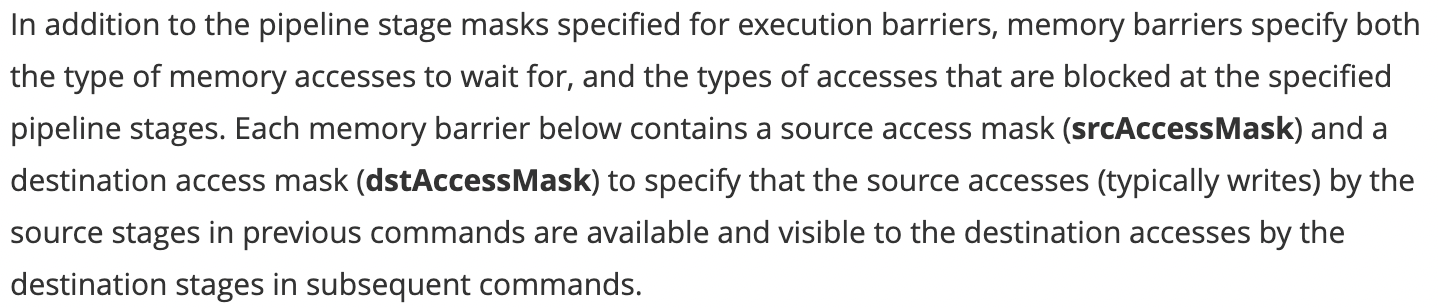 In addition to the pipeline stage masks specified for execution barriers, memory barriers specify both
the type of memory accesses to wait for, and the types of accesses that are blocked at the specified
pipeline stages. Each memory barrier below contains a source access mask (srcAccessMask) and a
destination access mask (dstAccessMask) to specify that the source accesses (typically writes) by the
source stages in previous commands are available and visible to the destination accesses by the
destination stages in subsequent commands.